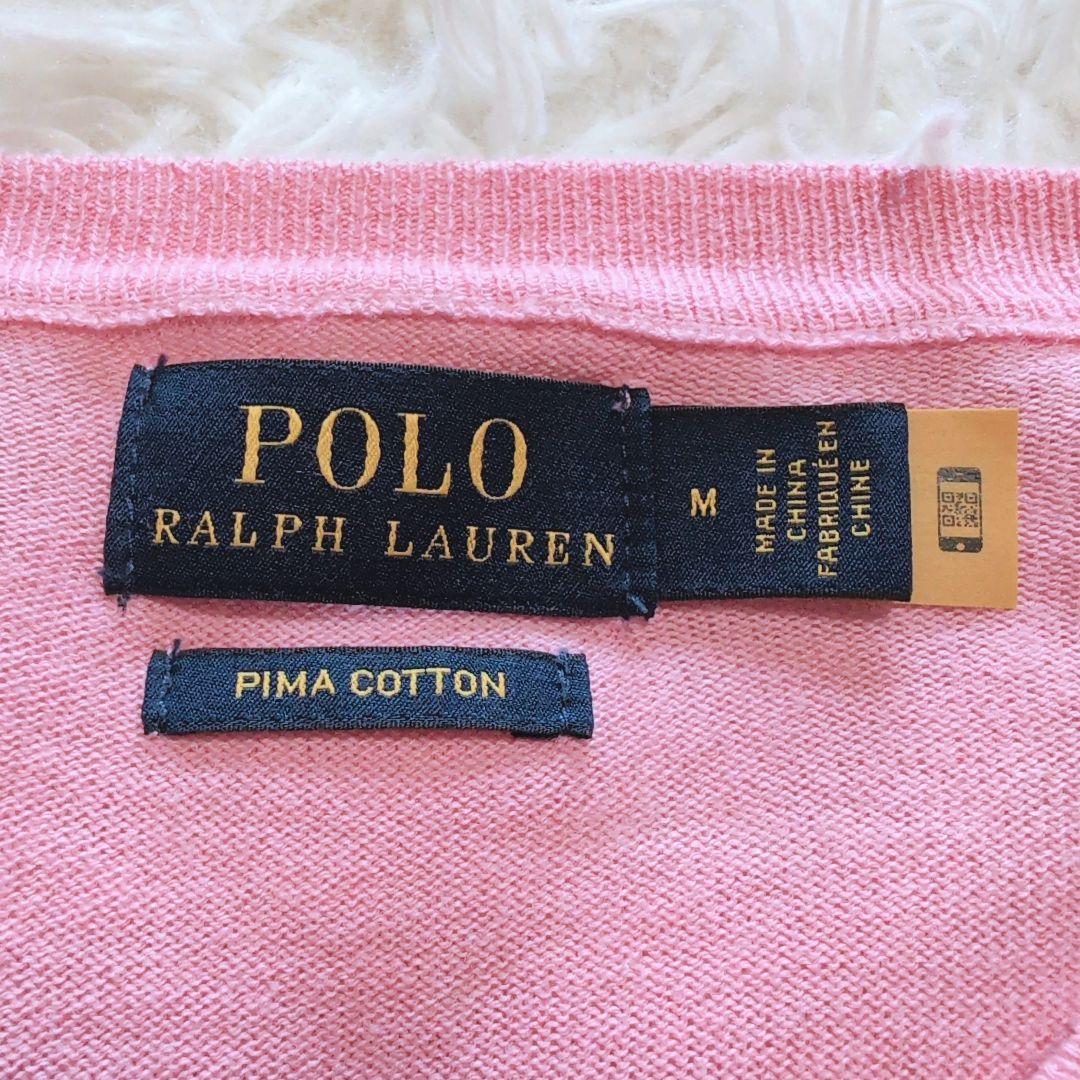 POLO
RALPH LAUREN
M
MADE IN
CHINA
FABRIQUÉ EN
CHINE
PIMA COTTON